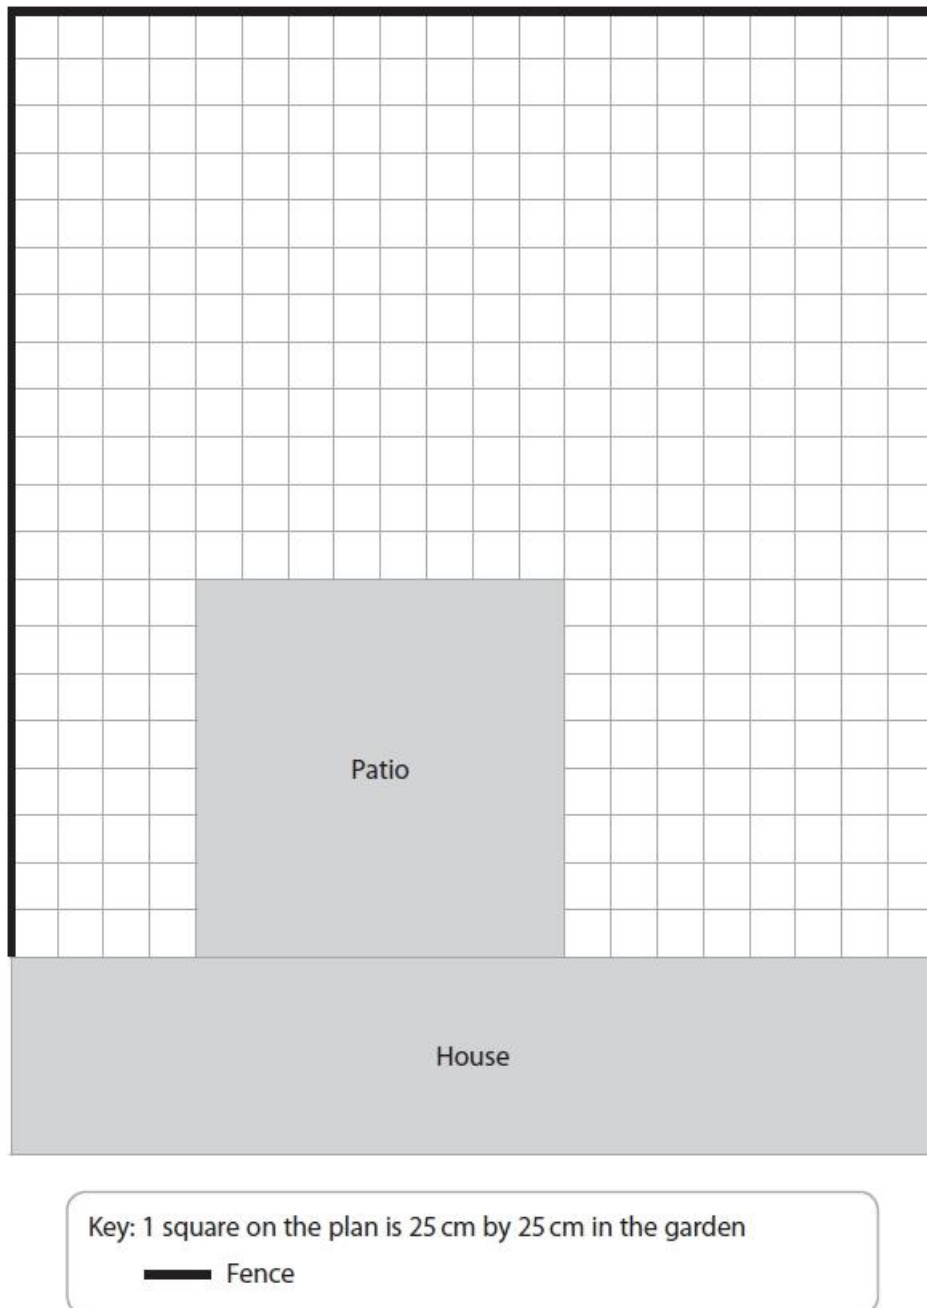 Patio
House
Key: 1 square on the plan is 25 cm by 25 cm in the garden
Fence